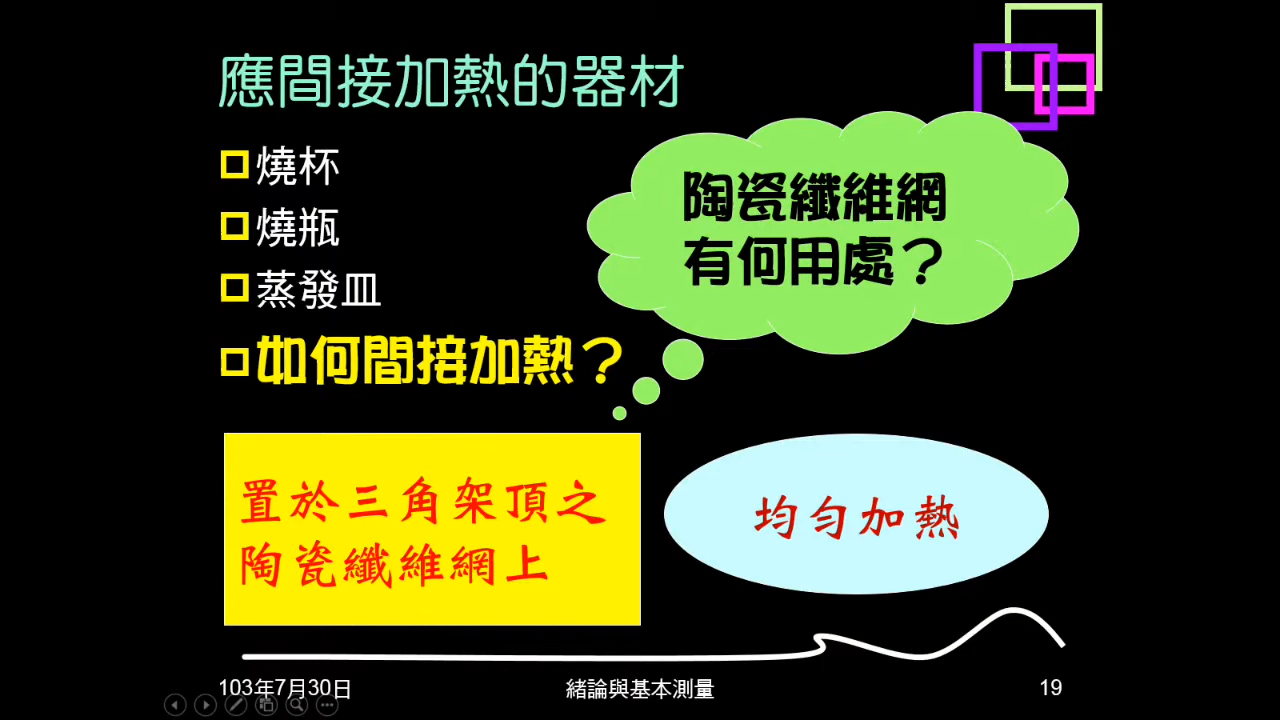 應間接加熱的器材
燒杯
燒瓶
蒸發皿
如何間接加熱？
陶瓷纖維網
有何用處？
置於三角架頂之
陶瓷纖維網上
均勻加熱
103年7月30日
緒論與基本測量
19